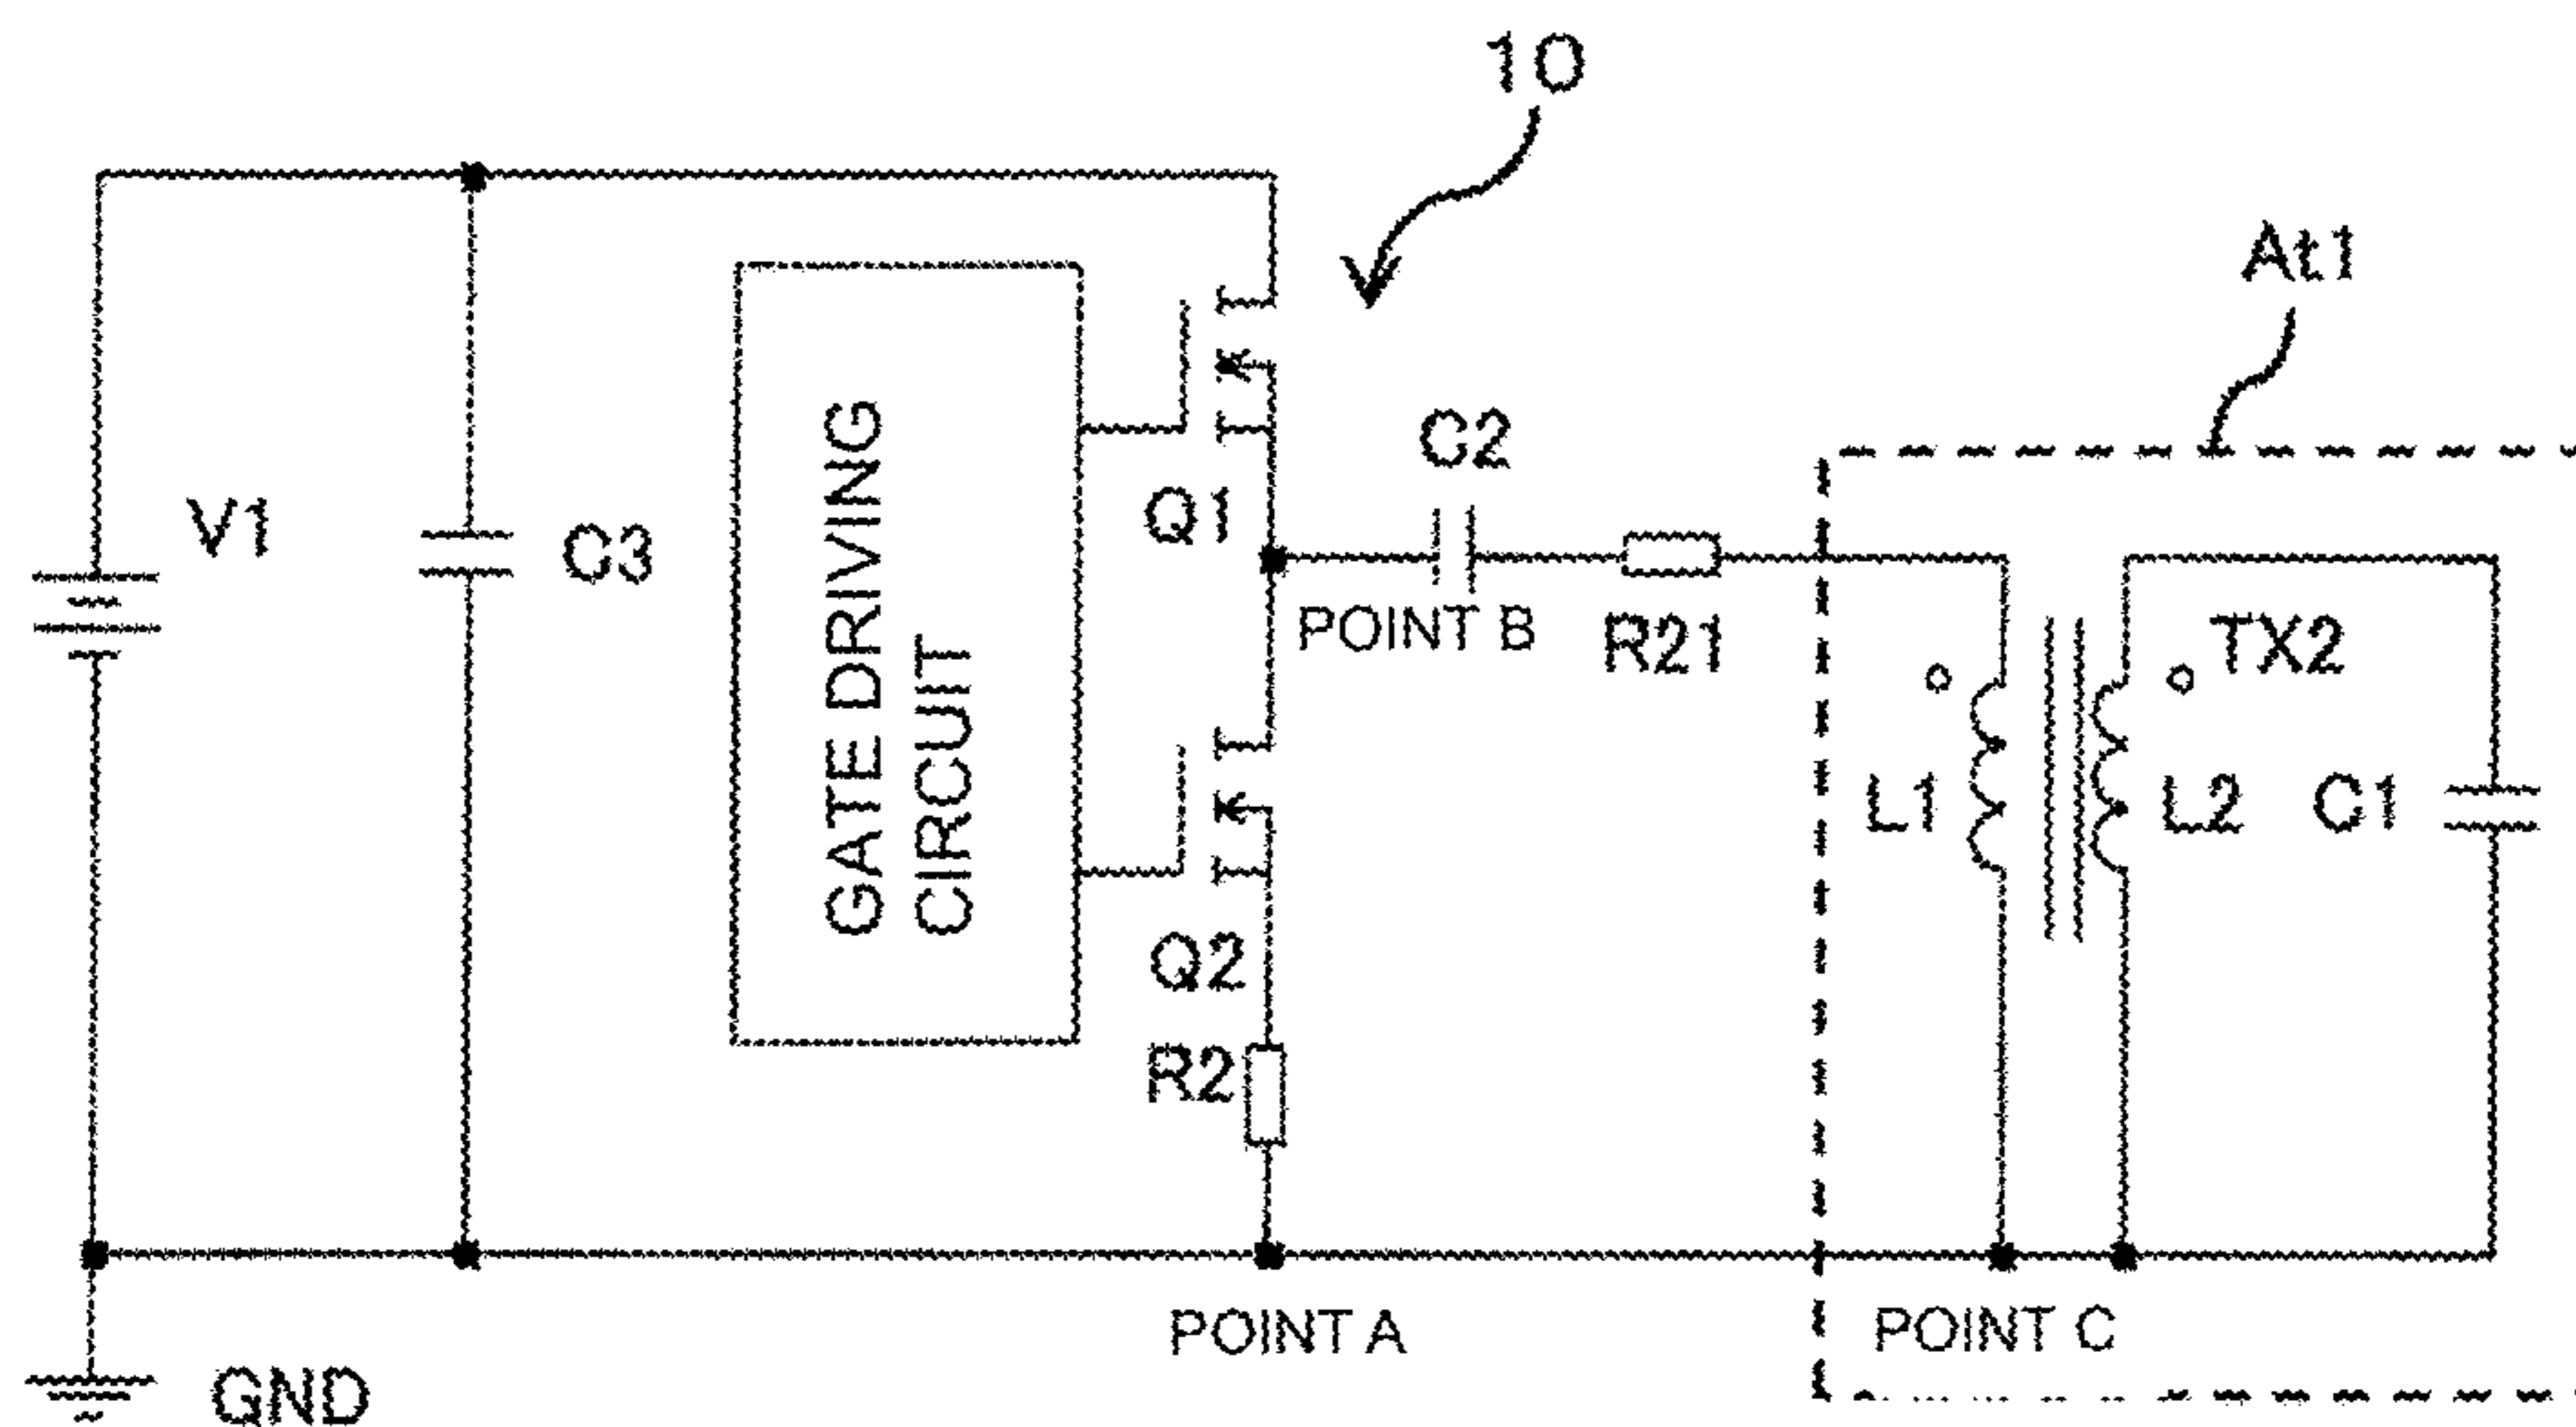 10
At1
V1
C3
GATE DRIVING
CIRCUIT
Q1
C2
POINT B
R21
TX2
L1
L2
C1
Q2
R2
POINT A
POINT C
GND